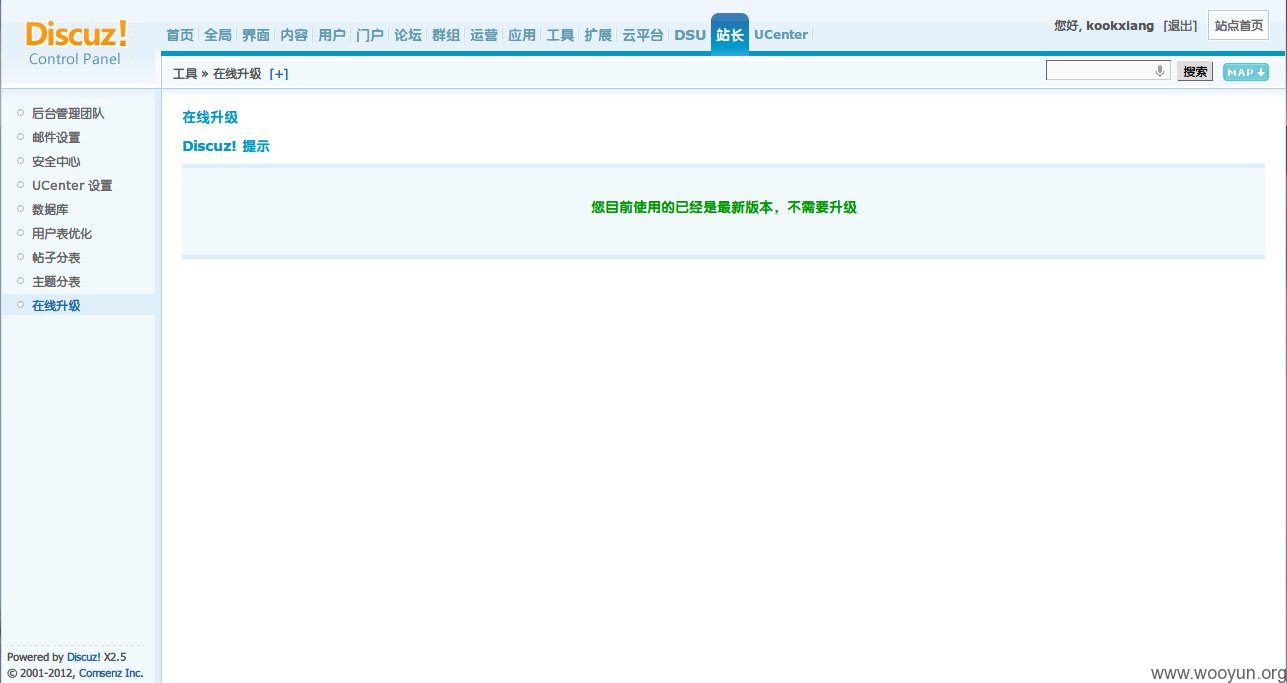 Discuz!
Control Panel
首页 全局 界面 内容 用户 门户 论坛 群组 运营 应用 工具 扩展 云平台 DSU 站长 UCenter
您好, kookxiang [退出] 站点首页
工具 » 在线升级 [+]
搜索 MAP
后台管理团队
邮件设置
安全中心
UCenter 设置
数据库
用户表优化
帖子分表
主题分表
在线升级
在线升级
Discuz! 提示
您目前使用的已经是最新版本，不需要升级
Powered by Discuz! X2.5
© 2001-2012, Comsenz Inc.
www.wooyun.org